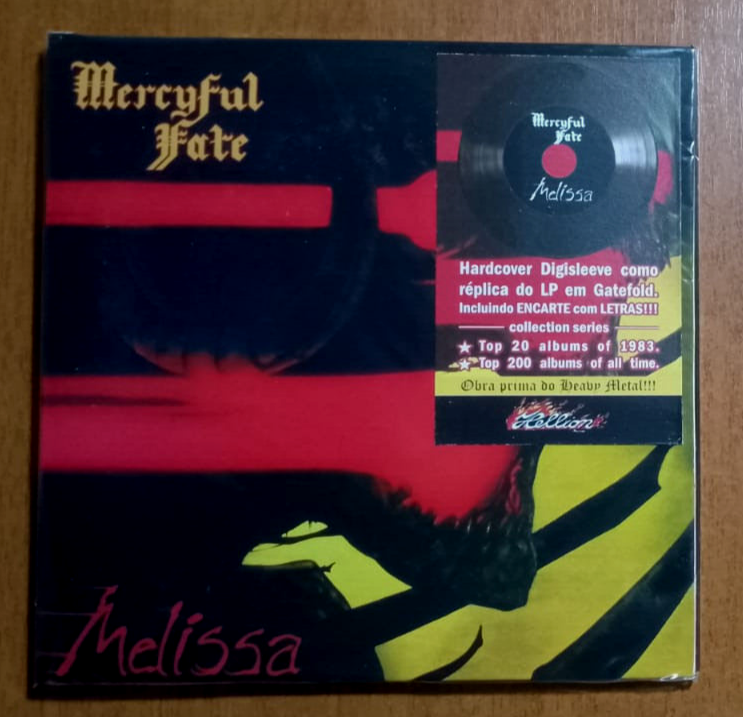 Mercyful
Fate
Mercyful
Fate
Melissa
Hardcover Digisleeve como
réplica do LP em Gatefold.
Incluindo ENCARTE com LETRAS!!!
collection series
Top 20 albums of 1983.
Top 200 albums of all time.
Obra prima do Heavy Metal!!!
Hellion
Melissa